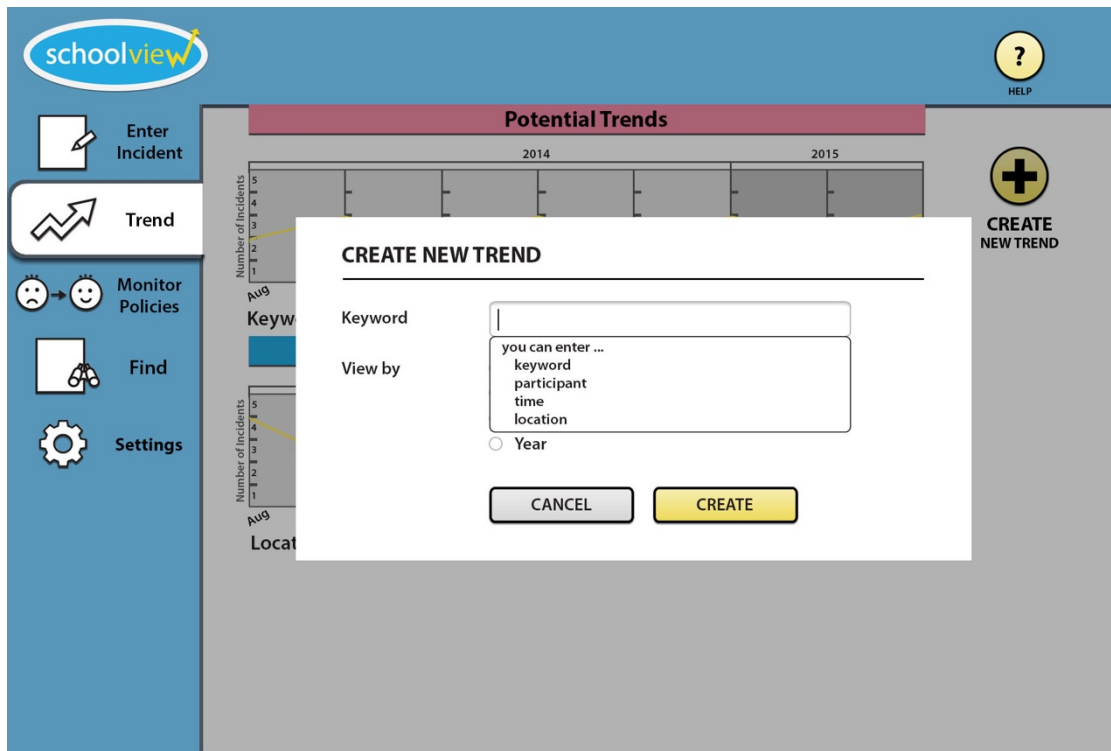 schoolview
?
HELP
Enter
Incident
Trend
Monitor
Policies
Find
Settings
Potential Trends
2014 2015
Number of Incidents
5
4
3
2
1
Aug
Keyw
CREATE
NEW TREND
CREATE NEW TREND
Keyword
you can enter ...
keyword
participant
time
location
View by
Year
CANCEL CREATE
Number of Incidents
5
4
3
2
1
Aug
Locat